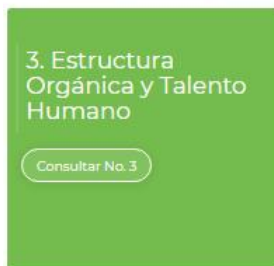 3. Estructura
Orgánica y Talento
Humano
Consultar No. 3